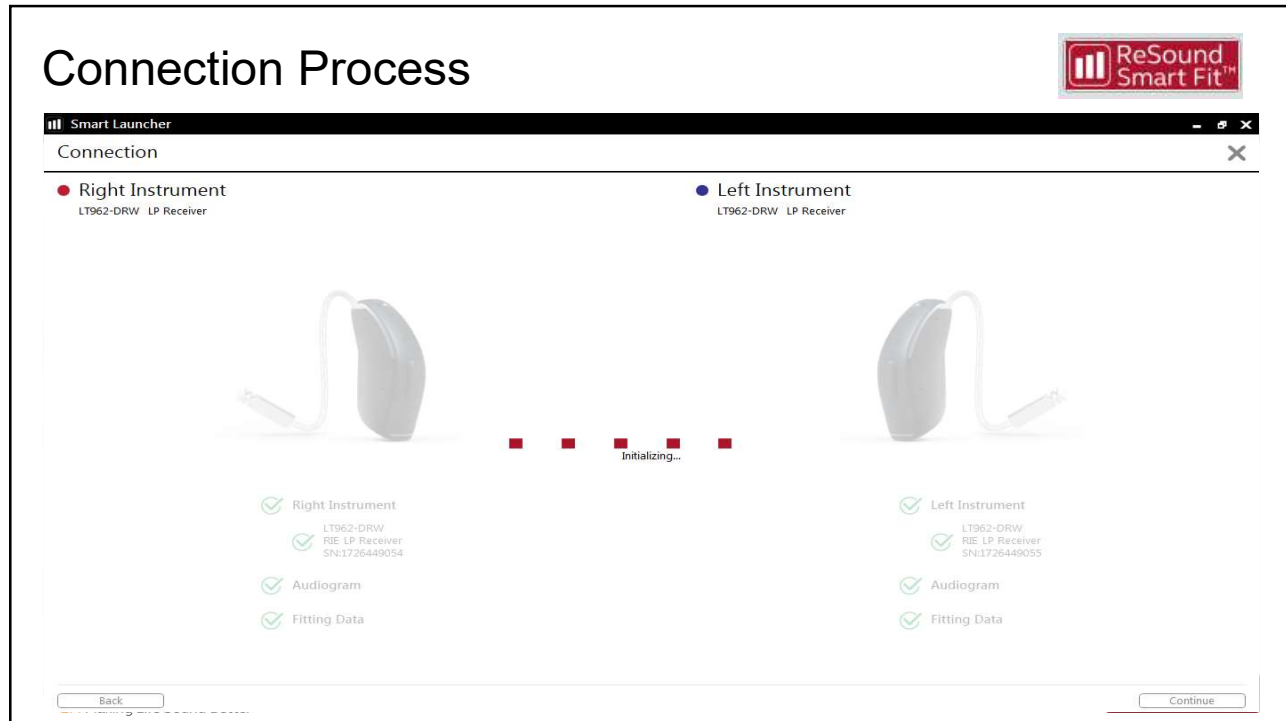 Connection Process
ReSound
Smart Fit™
Smart Launcher
Connection
Right Instrument
LT962-DRW LP Receiver
Left Instrument
LT962-DRW LP Receiver
Initializing...
Right Instrument
LT962-DRW
RIE LP Receiver
SN:1726449054
Audiogram
Fitting Data
Left Instrument
LT962-DRW
RIE LP Receiver
SN:1726449055
Audiogram
Fitting Data
Back
Continue